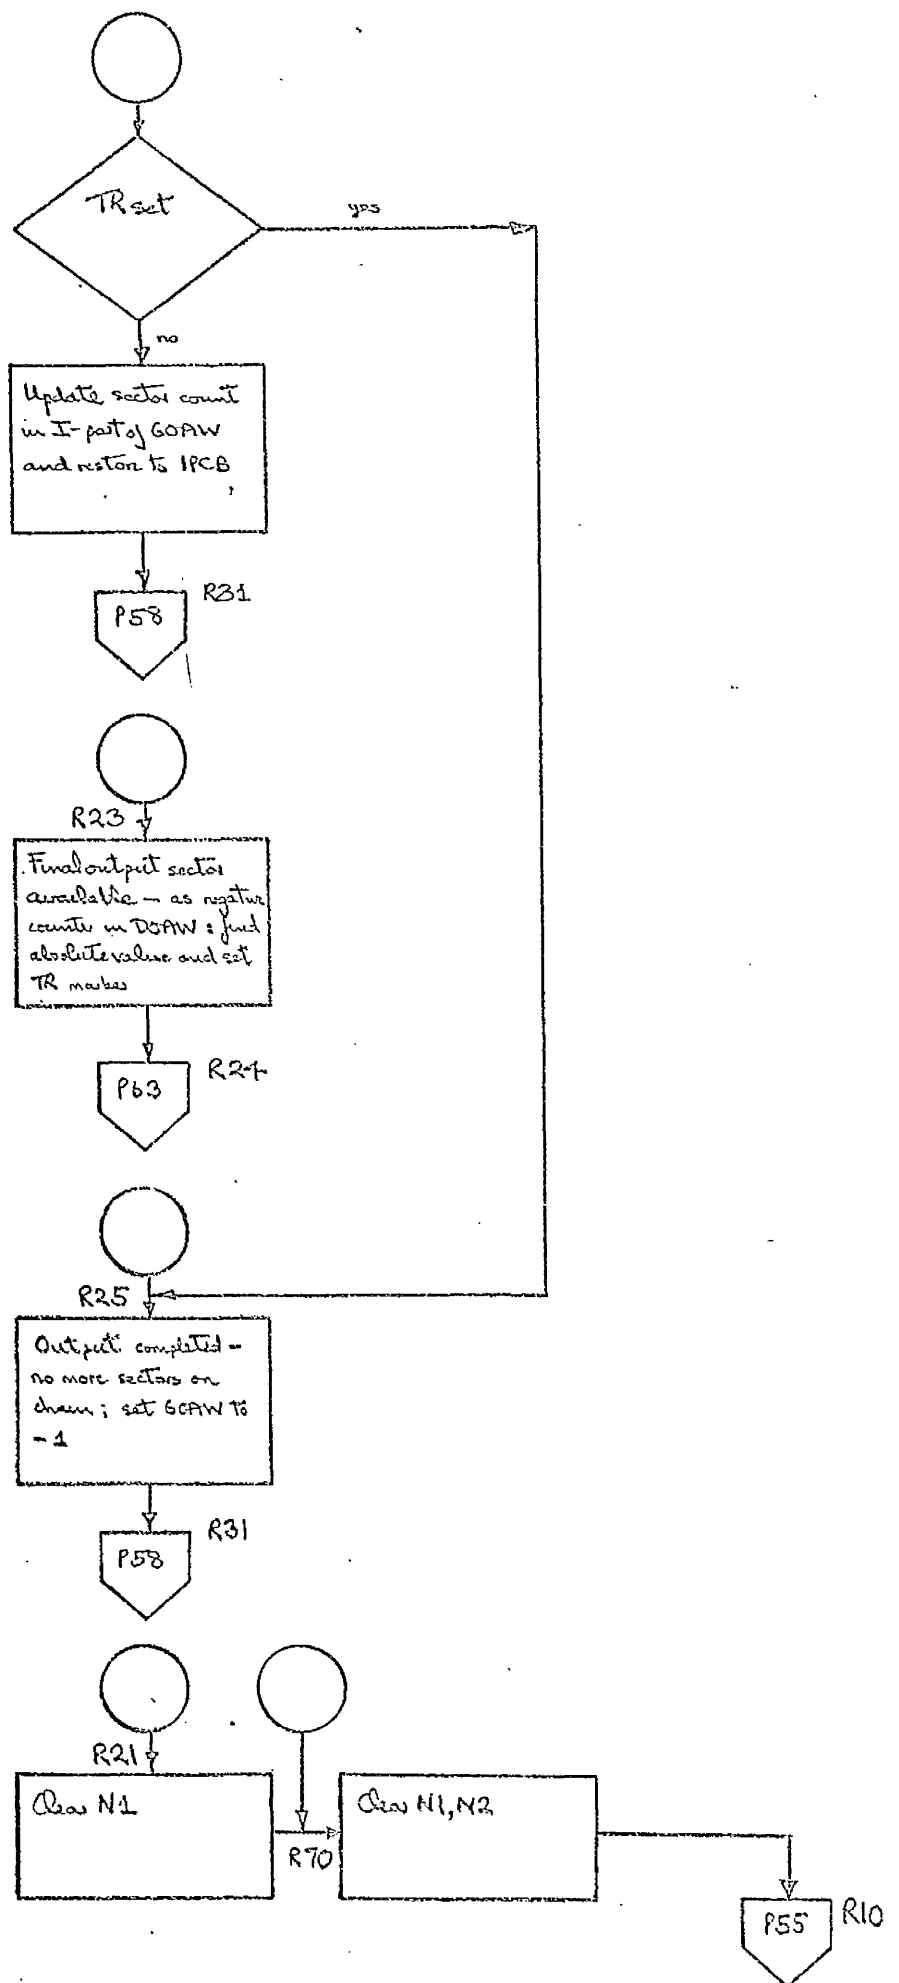 TR set
yes
no
Update sector count
in I-part of GOAW
and restore to IPCB
R31
P58
R23
Final output sector
available - as negative
counter in DOAW : find
absolute value and set
TR marker
R24
P63
R25
Output completed -
no more sectors on
chain ; set GOAW to
-1
R31
P58
R21
Clear N1
R70
Clear N1, N2
P55
R10